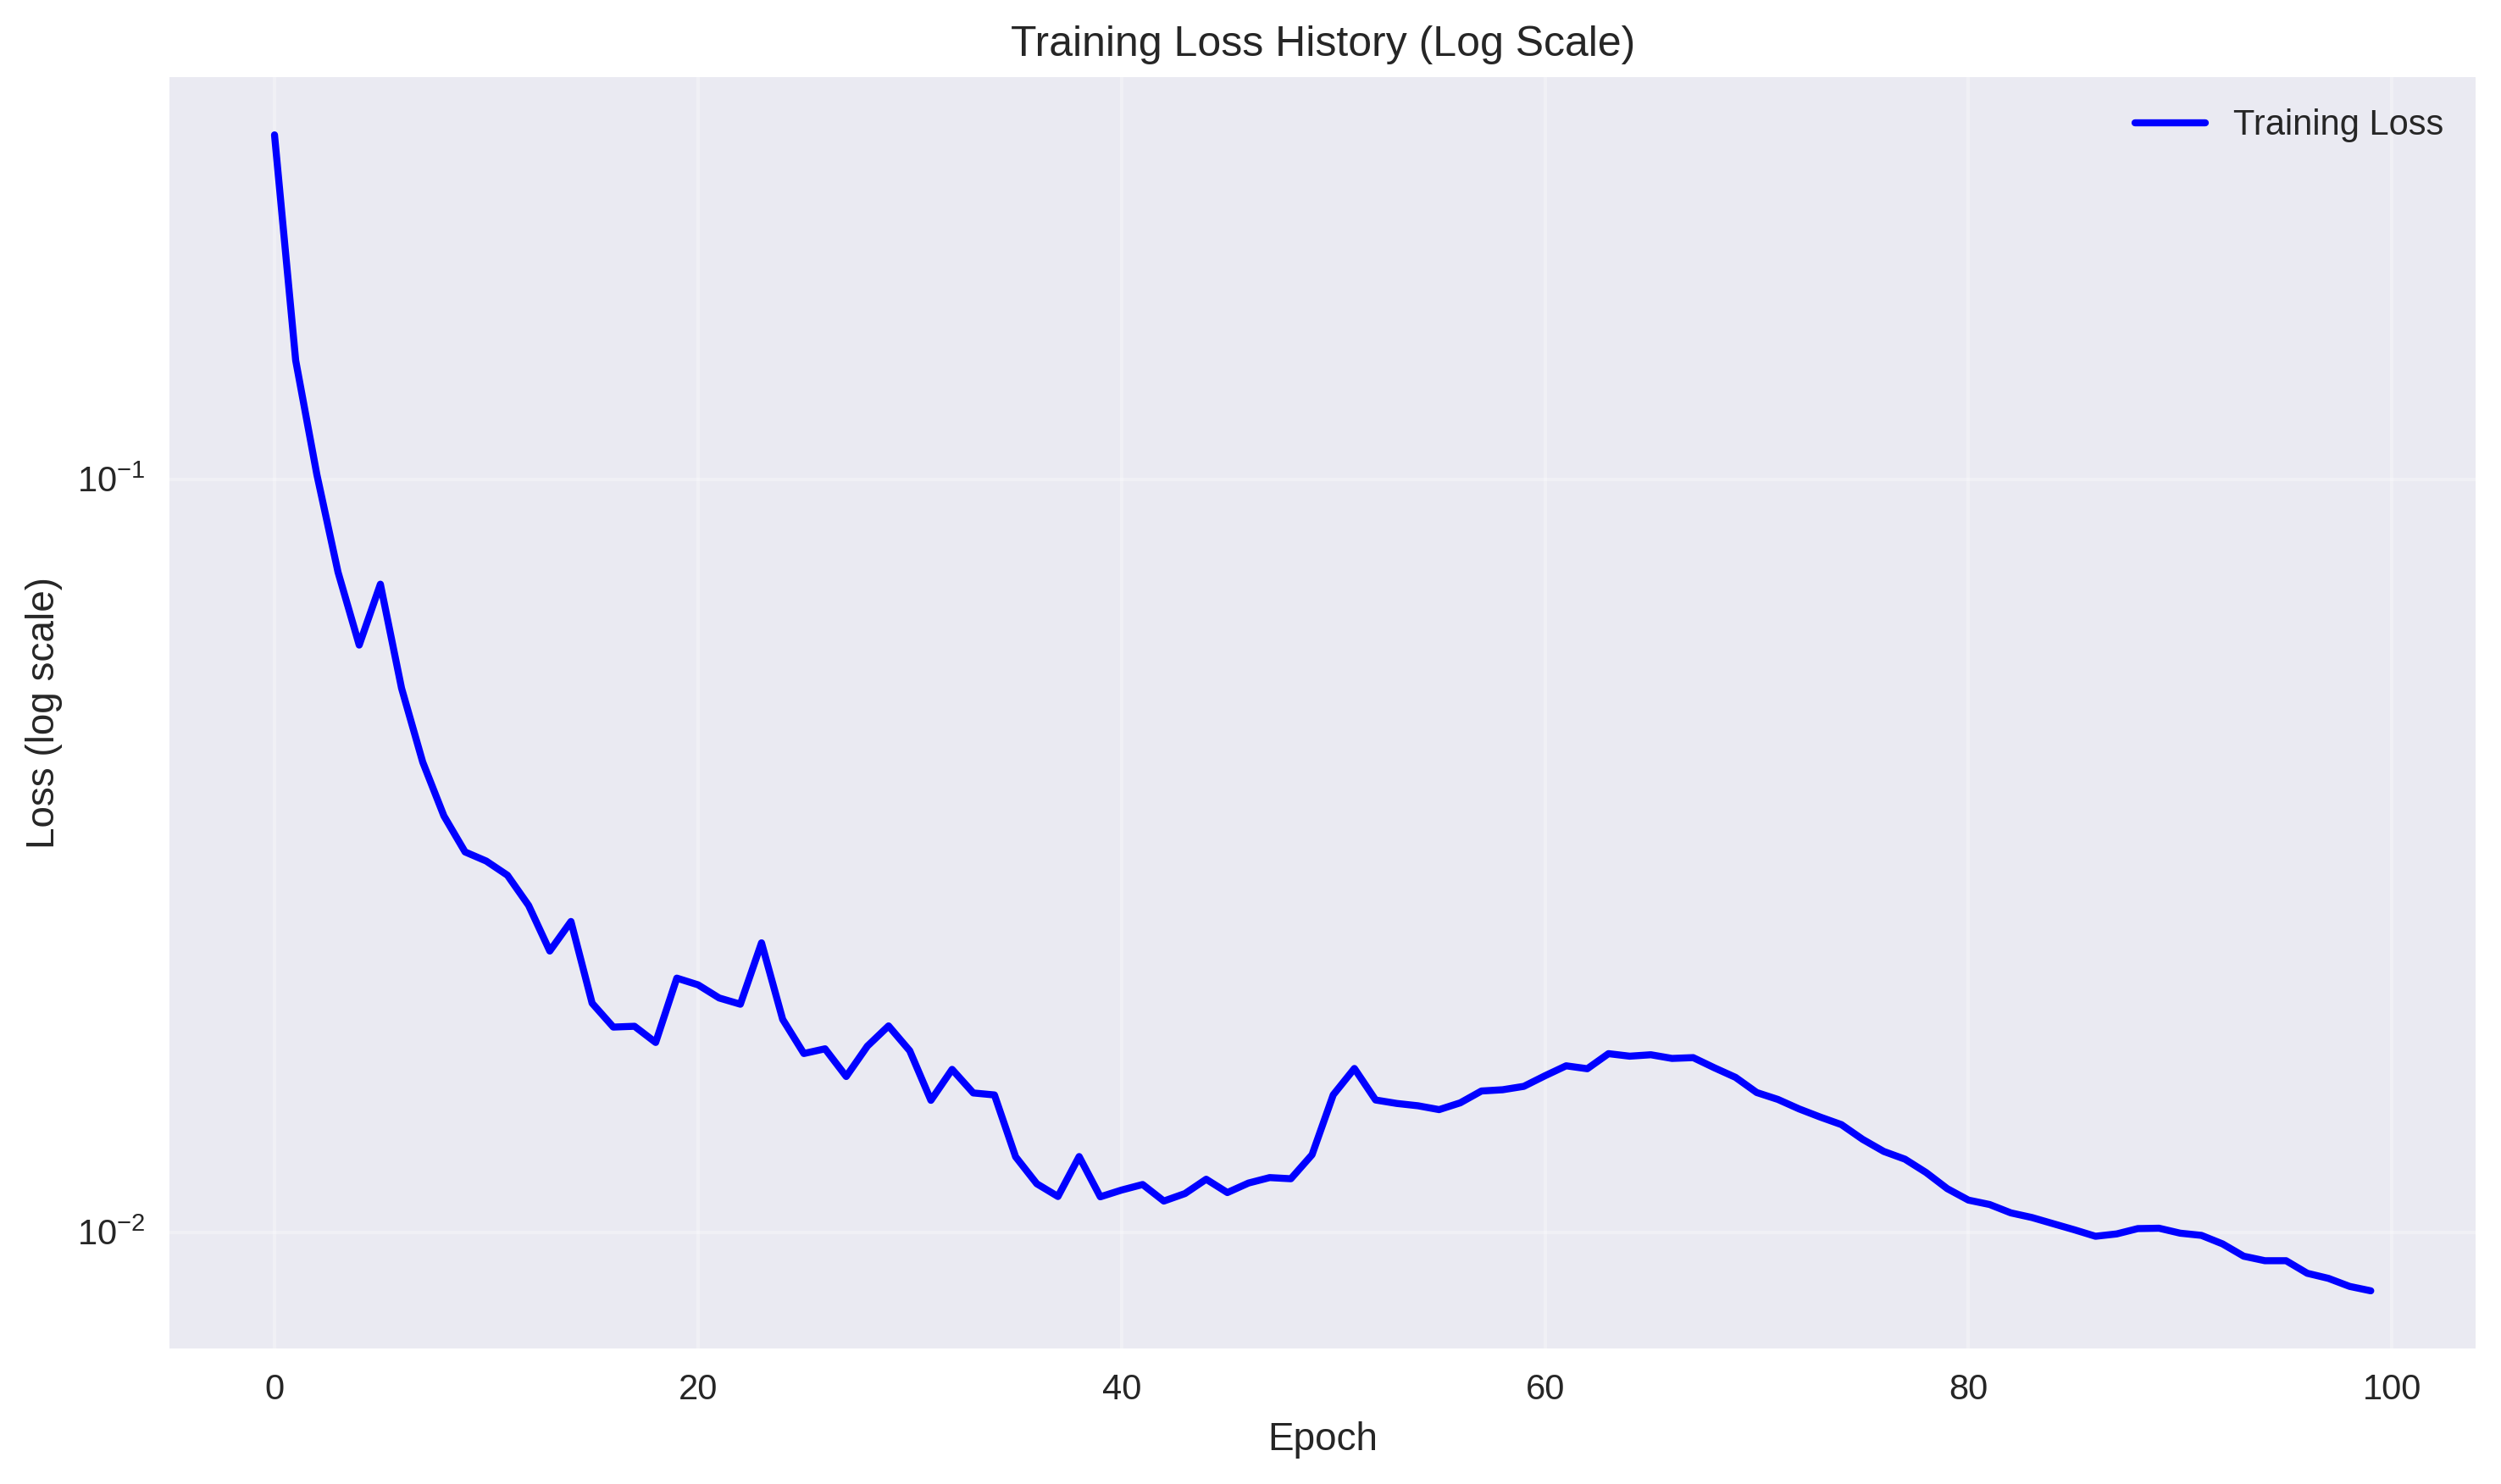 Training Loss History (Log Scale)
Training Loss
10⁻¹
Loss (log scale)
10⁻²
0 20 40 60 80 100
Epoch